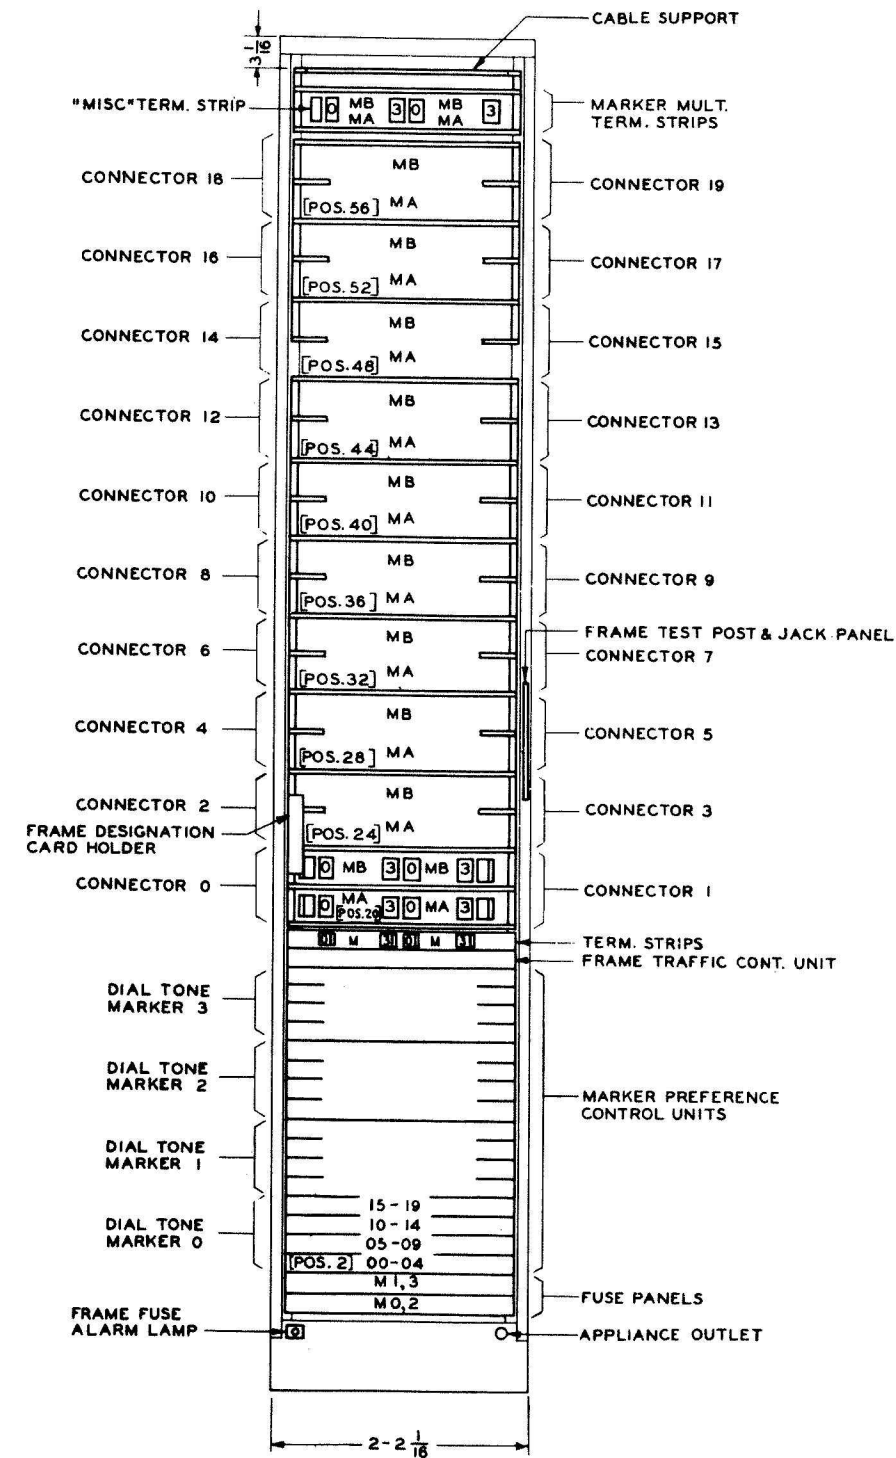 CABLE SUPPORT
3 1/16
"MISC" TERM. STRIP
0 MB MA 3 0 MB MA 3
MARKER MULT.
TERM. STRIPS
CONNECTOR 18
MB
[POS. 56] MA
CONNECTOR 19
CONNECTOR 16
MB
[POS. 52] MA
CONNECTOR 17
CONNECTOR 14
MB
[POS. 48] MA
CONNECTOR 15
CONNECTOR 12
MB
[POS. 44] MA
CONNECTOR 13
CONNECTOR 10
MB
[POS. 40] MA
CONNECTOR 11
CONNECTOR 8
MB
[POS. 36] MA
CONNECTOR 9
FRAME TEST POST & JACK PANEL
CONNECTOR 6
MB
[POS. 32] MA
CONNECTOR 7
CONNECTOR 4
MB
[POS. 28] MA
CONNECTOR 5
CONNECTOR 2
MB
[POS. 24] MA
CONNECTOR 3
FRAME DESIGNATION
CARD HOLDER
CONNECTOR 0
0 MB 3 0 MB 3
0 MA 3 0 MA 3
[POS. 20]
CONNECTOR 1
01 M 31 01 M 31
TERM. STRIPS
FRAME TRAFFIC CONT. UNIT
DIAL TONE
MARKER 3
DIAL TONE
MARKER 2
MARKER PREFERENCE
CONTROL UNITS
DIAL TONE
MARKER 1
DIAL TONE
MARKER 0
15-19
10-14
05-09
[POS. 2] 00-04
M 1,3
M 0,2
FUSE PANELS
FRAME FUSE
ALARM LAMP
APPLIANCE OUTLET
2-2 1/16